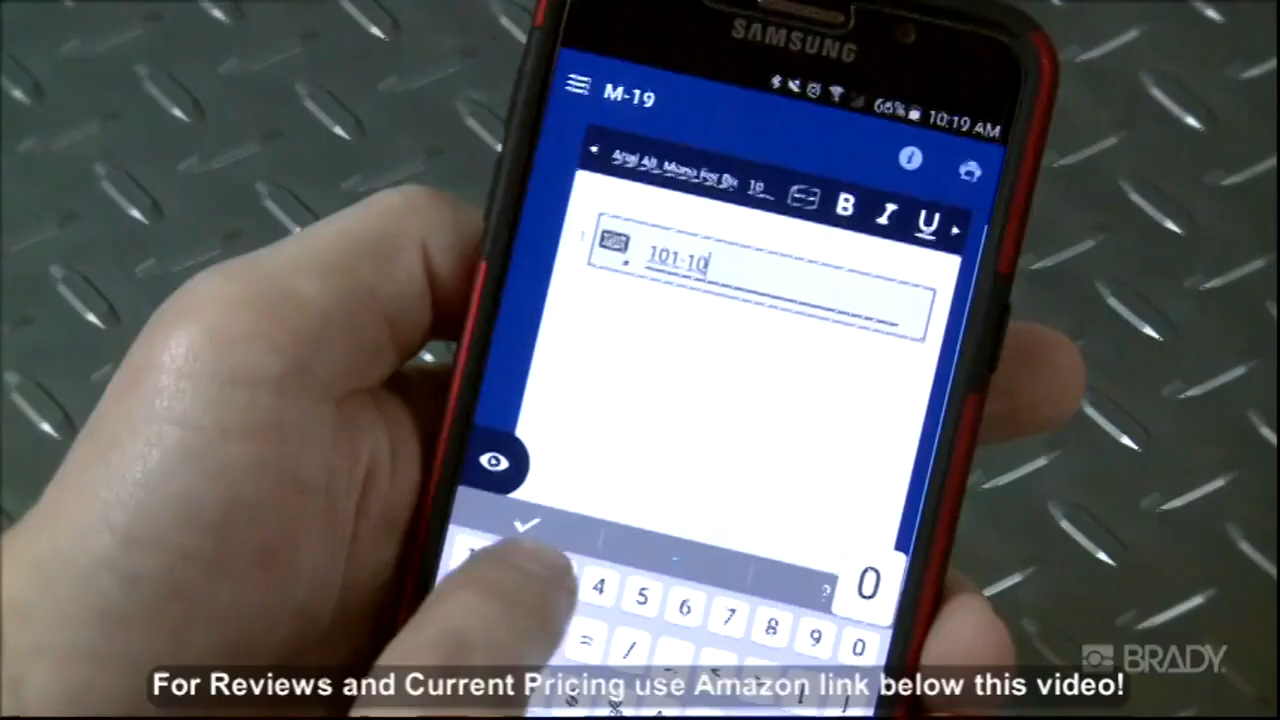 SAMSUNG
66% 10:19 AM
M-19
10
B I U
101-10
0
4 5 6 7 8 9 0
= /
BRADY
For Reviews and Current Pricing use Amazon link below this video!